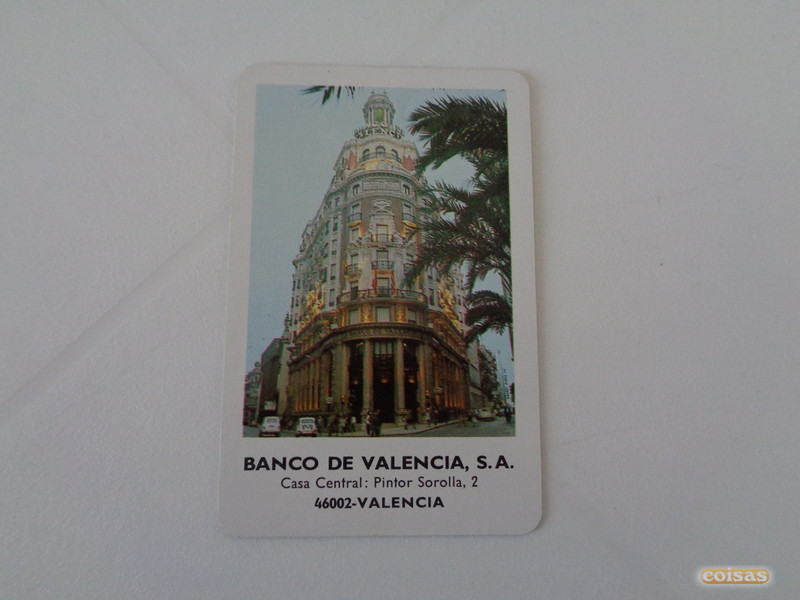 BANCO DE VALENCIA, S.A.
Casa Central: Pintor Sorolla, 2
46002-VALENCIA
coisas